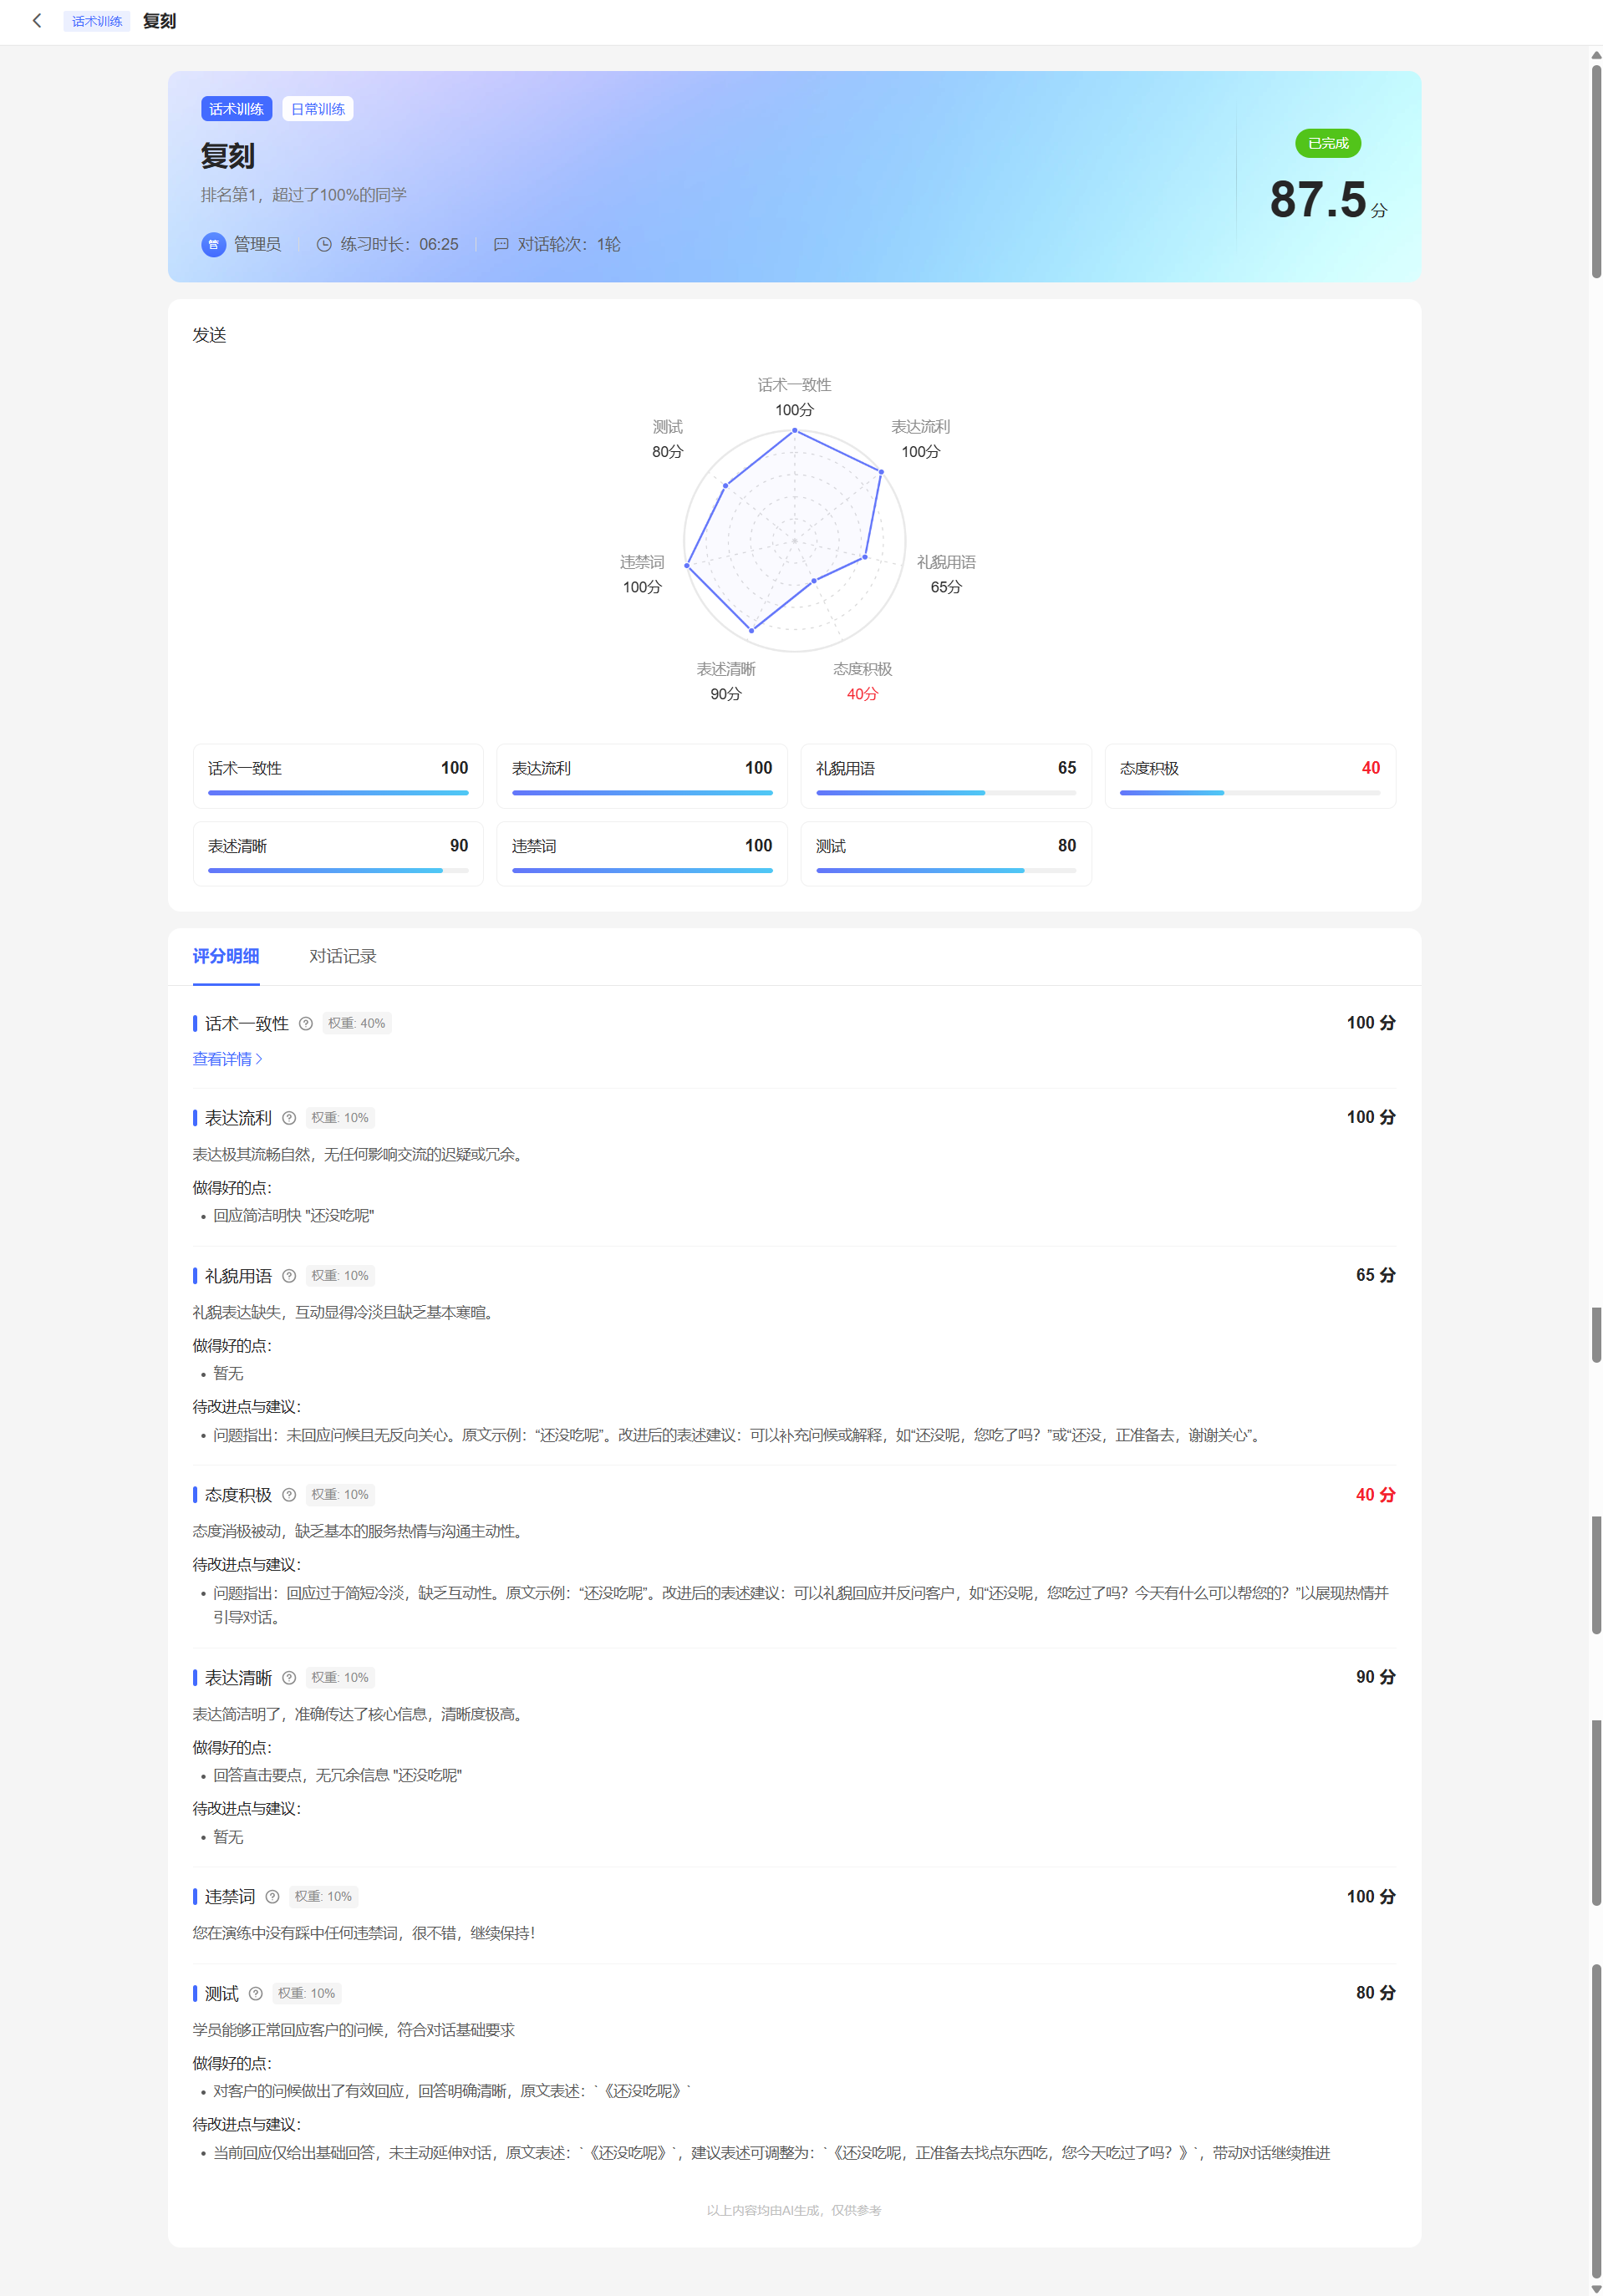 话术训练 复刻
话术训练 日常训练
复刻
排名第1，超过了100%的同学
管 管理员 练习时长：06:25 对话轮次：1轮
已完成
87.5分
发送
话术一致性
100分
表达流利
100分
礼貌用语
65分
态度积极
40分
表述清晰
90分
违禁词
100分
测试
80分
话术一致性 100
表达流利 100
礼貌用语 65
态度积极 40
表述清晰 90
违禁词 100
测试 80
评分明细 对话记录
话术一致性 权重: 40% 100 分
查看详情
表达流利 权重: 10% 100 分
表达极其流畅自然，无任何影响交流的迟疑或冗余。
做得好的点：
• 回应简洁明快 "还没吃呢"
礼貌用语 权重: 10% 65 分
礼貌表达缺失，互动显得冷淡且缺乏基本寒暄。
做得好的点：
• 暂无
待改进点与建议：
• 问题指出：未回应问候且无反向关心。原文示例：“还没吃呢”。改进后的表述建议：可以补充问候或解释，如“还没呢，您吃了吗？”或“还没，正准备去，谢谢关心”。
态度积极 权重: 10% 40 分
态度消极被动，缺乏基本的服务热情与沟通主动性。
待改进点与建议：
• 问题指出：回应过于简短冷淡，缺乏互动性。原文示例：“还没吃呢”。改进后的表述建议：可以礼貌回应并反问客户，如“还没呢，您吃过了吗？今天有什么可以帮您的？”以展现热情并
引导对话。
表达清晰 权重: 10% 90 分
表达简洁明了，准确传达了核心信息，清晰度极高。
做得好的点：
• 回答直击要点，无冗余信息 "还没吃呢"
待改进点与建议：
• 暂无
违禁词 权重: 10% 100 分
您在演练中没有踩中任何违禁词，很不错，继续保持！
测试 权重: 10% 80 分
学员能够正常回应客户的问候，符合对话基础要求
做得好的点：
• 对客户的问候做出了有效回应，回答明确清晰，原文表述：`《还没吃呢》`
待改进点与建议：
• 当前回应仅给出基础回答，未主动延伸对话，原文表述：`《还没吃呢》`，建议表述可调整为：`《还没吃呢，正准备去找点东西吃，您今天吃过了吗？》`，带动对话继续推进
以上内容均由AI生成，仅供参考